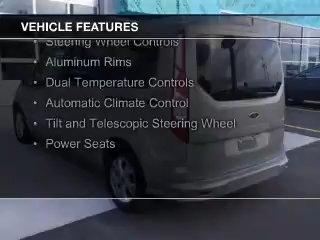 VEHICLE FEATURES
• Steering Wheel Controls
• Aluminum Rims
• Dual Temperature Controls
• Automatic Climate Control
• Tilt and Telescopic Steering Wheel
• Power Seats